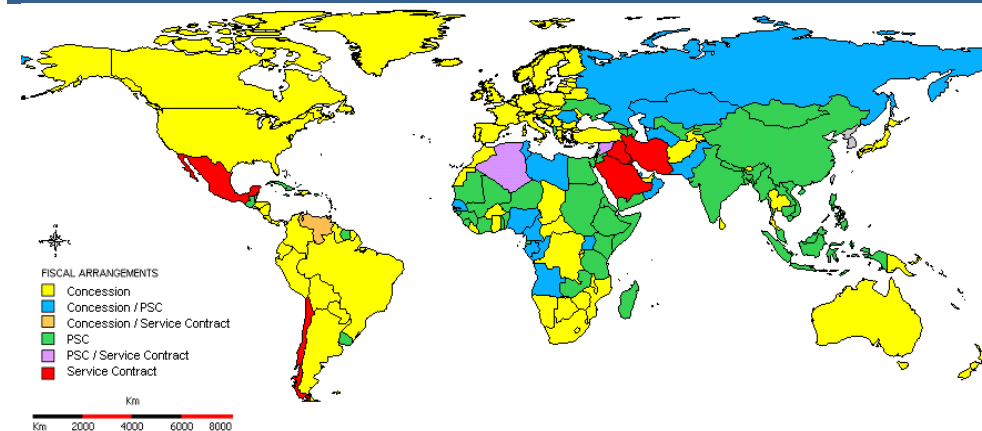 FISCAL ARRANGEMENTS
Concession
Concession / PSC
Concession / Service Contract
PSC
PSC / Service Contract
Service Contract
Km
Km 2000 4000 6000 8000